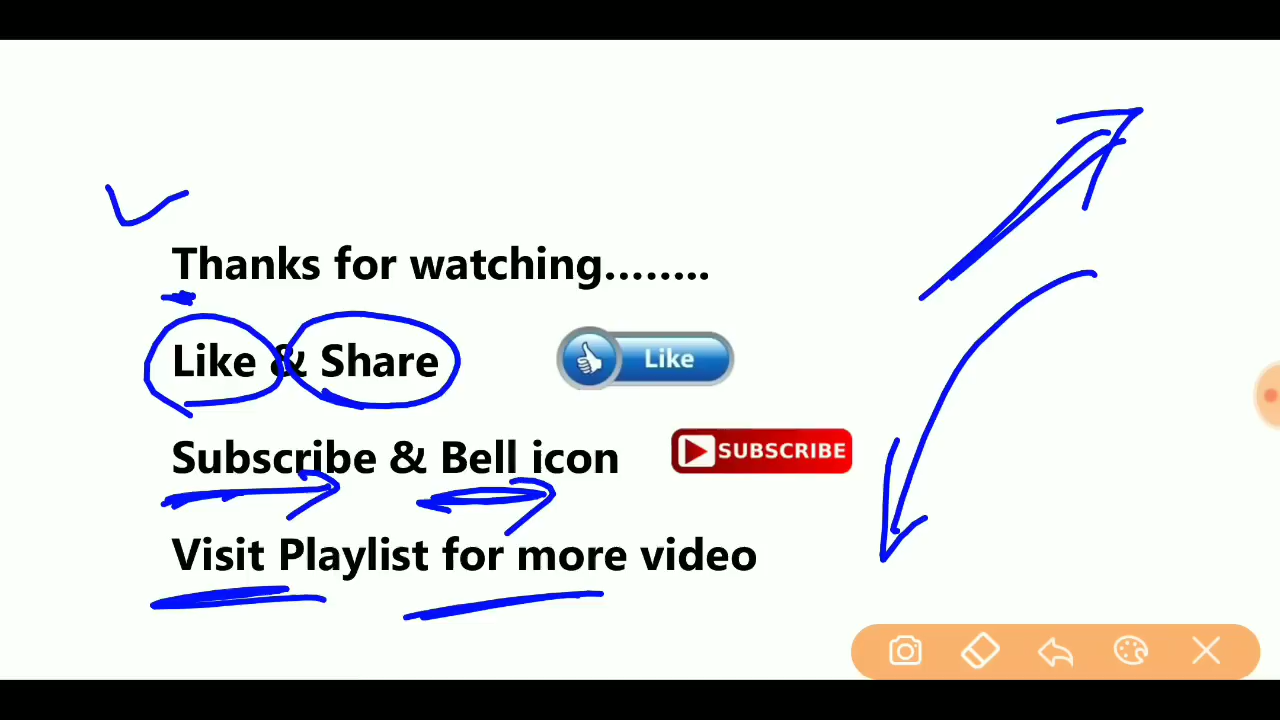 Thanks for watching........
Like & Share
Like
Subscribe & Bell icon
SUBSCRIBE
Visit Playlist for more video